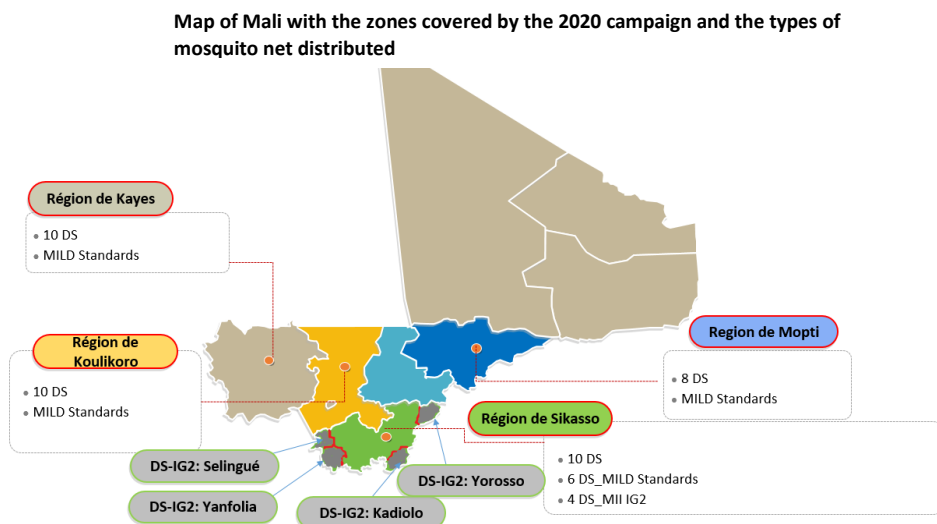 Map of Mali with the zones covered by the 2020 campaign and the types of
mosquito net distributed
Région de Kayes
10 DS
MILD Standards
Région de
Koulikoro
10 DS
MILD Standards
Region de Mopti
8 DS
MILD Standards
Région de Sikasso
10 DS
6 DS_MILD Standards
4 DS_MII IG2
DS-IG2: Selingué
DS-IG2: Yanfolia
DS-IG2: Kadiolo
DS-IG2: Yorosso